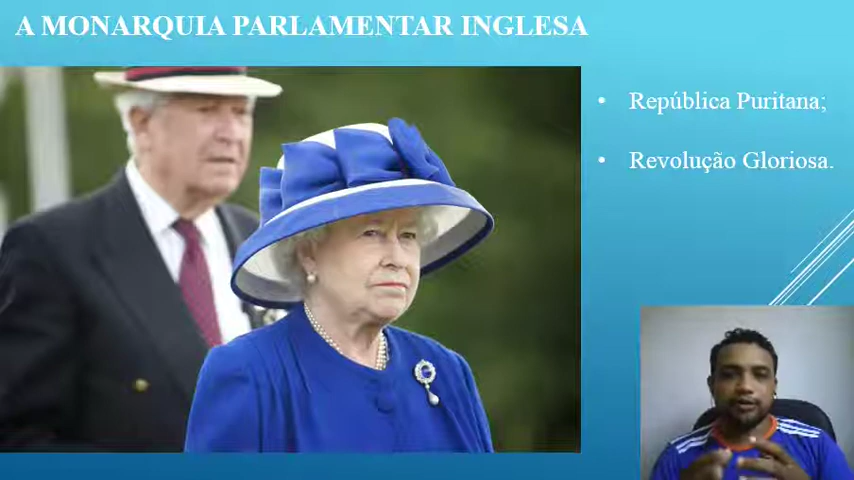 A MONARQUIA PARLAMENTAR INGLESA
• República Puritana;
• Revolução Gloriosa.